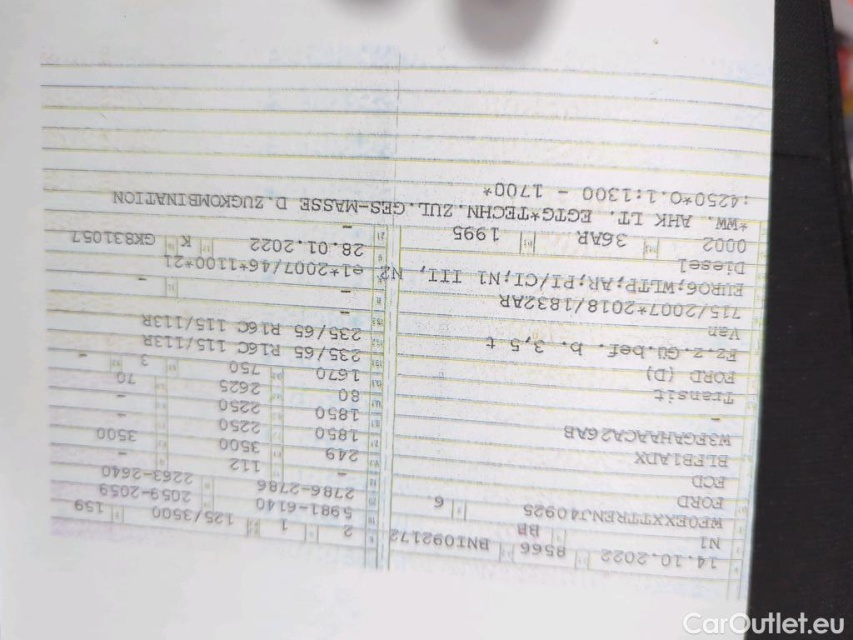 14.10.2022 8566 BNI092172 2 1
N1 BB 125/3500 159
WF0EXXTTRENJ40925 6 5981-6140 2059-2059
FORD 2786-2786 2263-2640
FCD - 112 -
BLFB1ADX 249 3500 3500
W3FGAHAACA26AB 1850 2250 -
- 1850 2250 -
Transit 80 2625 70
FORD (D) 1670 750 3 -
Fz.z.Gü.bef. b. 3,5 t 235/65 R16C 115/113R
Van 235/65 R16C 115/113R
715/2007*2018/1832AR -
EURO6;WLTP;AR;PI/CI;N1 III, N2 - -
Diesel e1*2007/46*1100*21
0002 36AR 1995 28.01.2022 K GK831057
*WW. AHK LT. EGTG*TECHN.ZUL.GES-MASSE D.ZUGKOMBINATION
:4250*O.1:1300 - 1700*
CarOutlet.eu